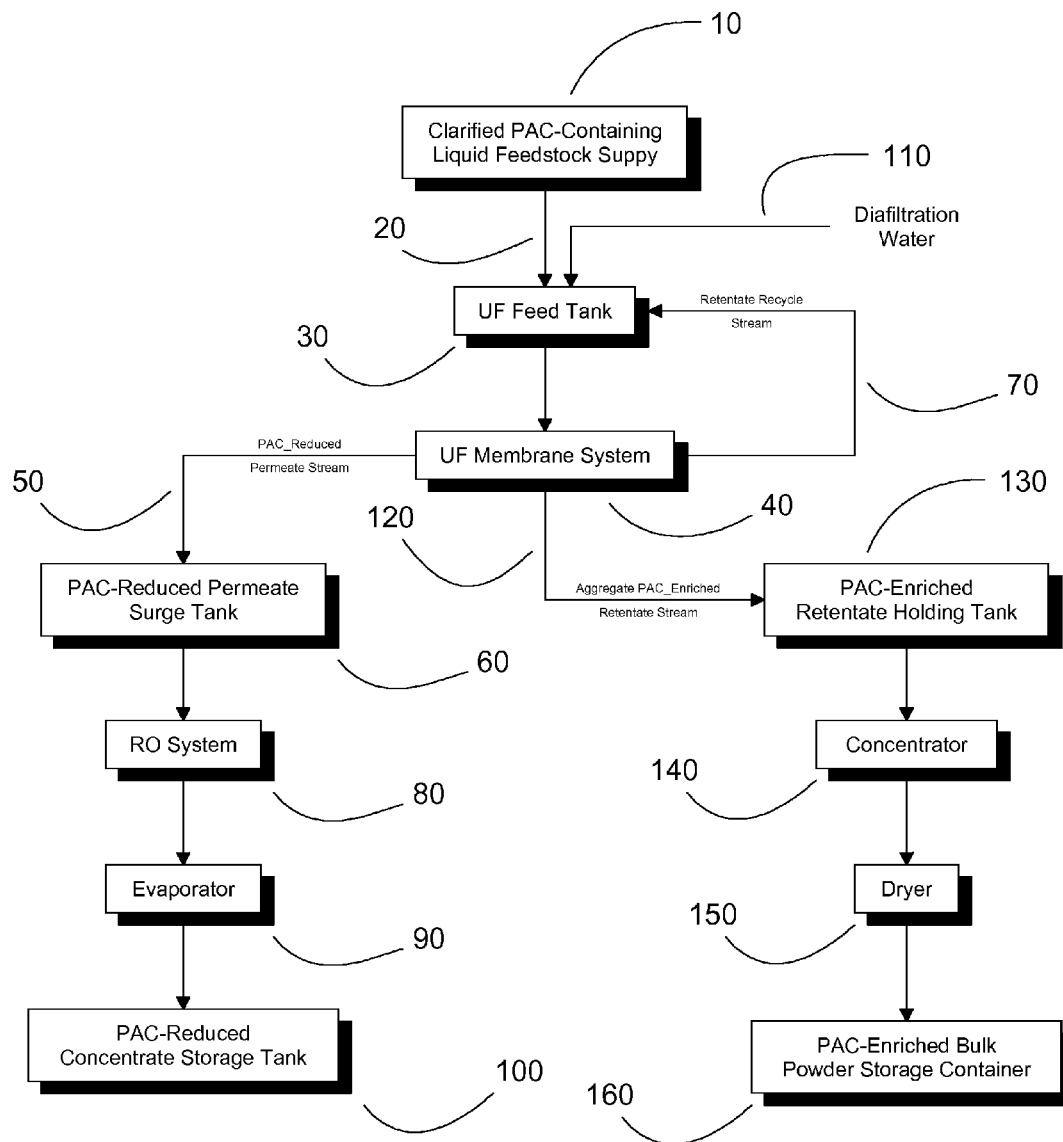 10
Clarified PAC-Containing
Liquid Feedstock Suppy
110
20
Diafiltration
Water
UF Feed Tank
Retentate Recycle
Stream
30
70
PAC_Reduced
Permeate Stream
UF Membrane System
50
120
40
130
PAC-Reduced Permeate
Surge Tank
Aggregate PAC_Enriched
Retentate Stream
PAC-Enriched
Retentate Holding Tank
60
RO System
Concentrator
80
140
Evaporator
Dryer
90
150
PAC-Reduced
Concentrate Storage Tank
PAC-Enriched Bulk
Powder Storage Container
100
160